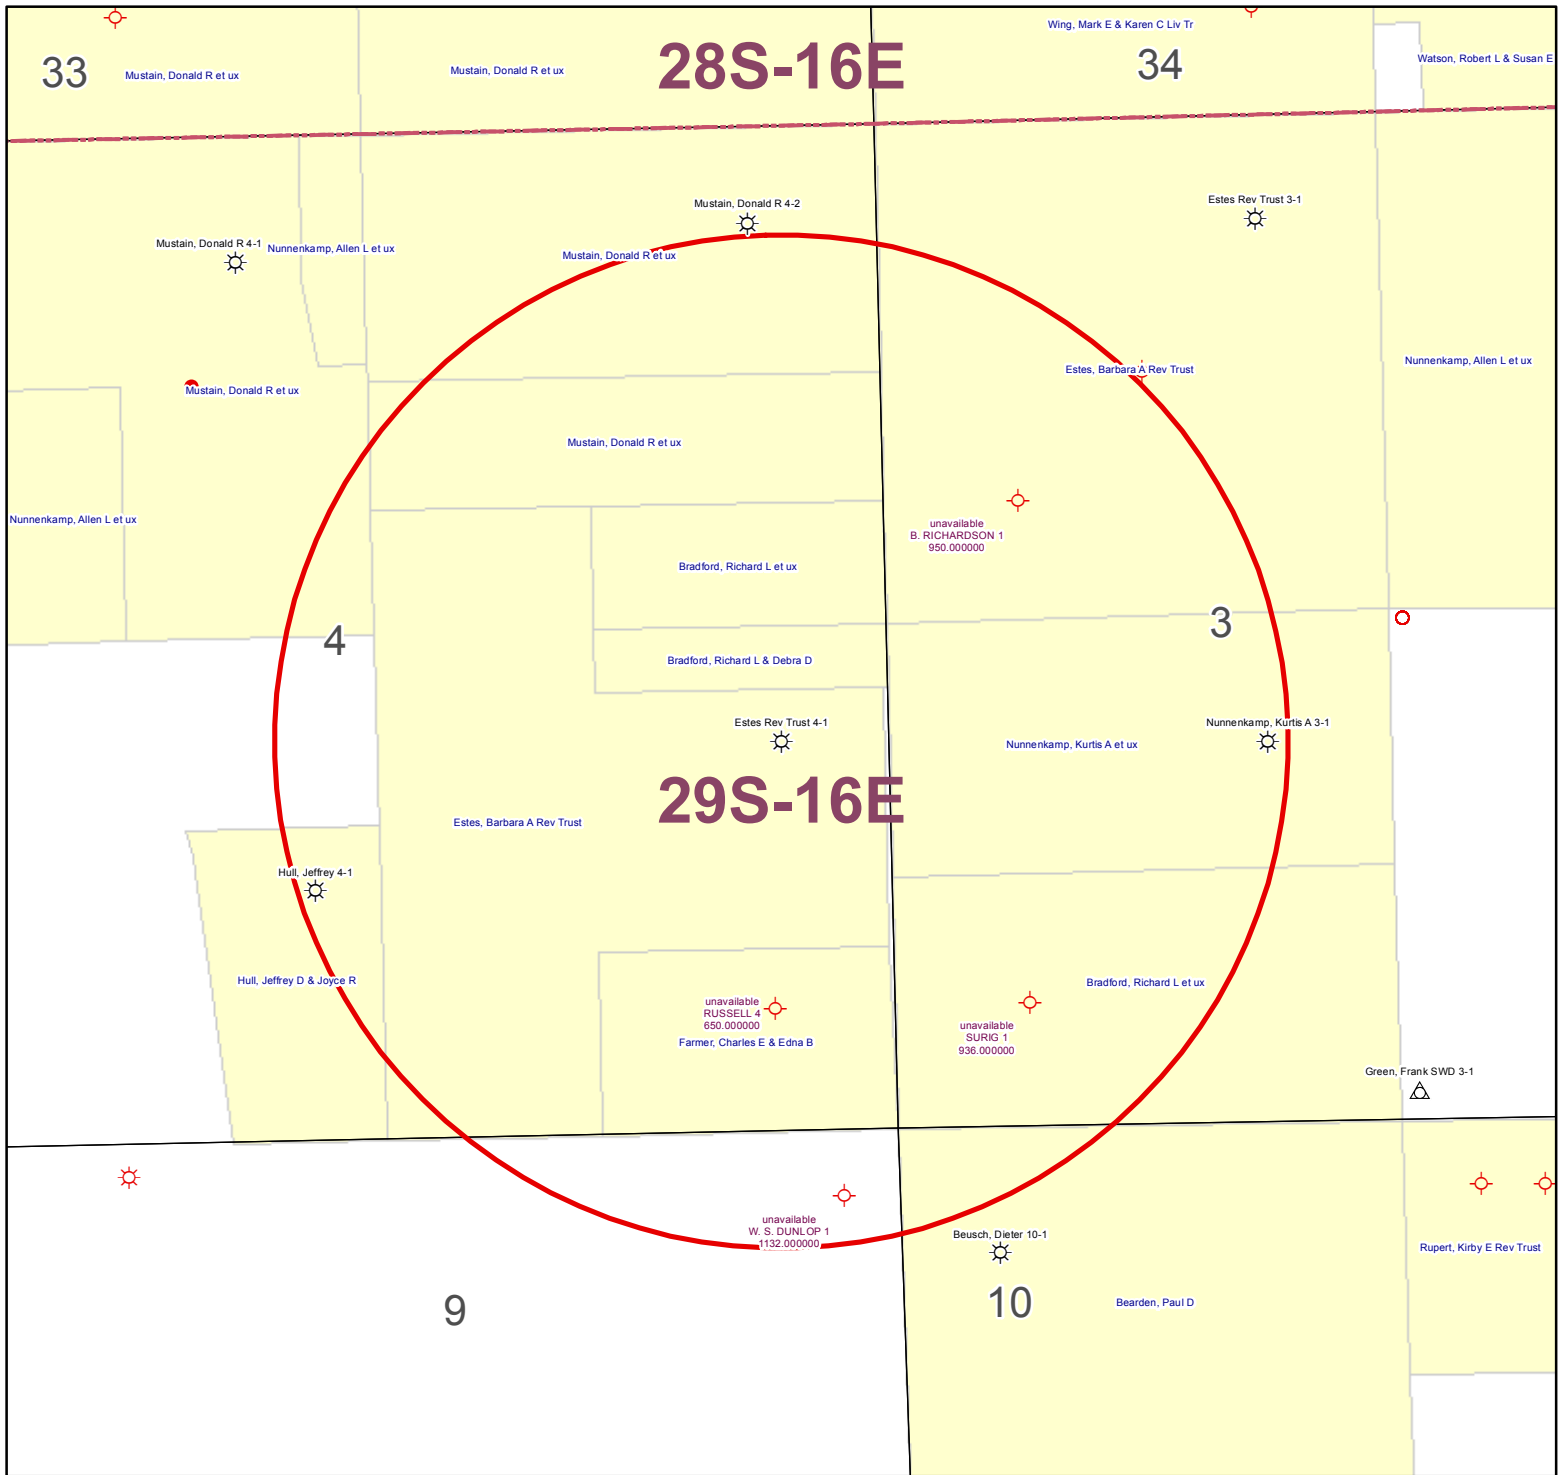 Wing, Mark E & Karen C Liv Tr
28S-16E
33
34
Mustain, Donald R et ux
Mustain, Donald R et ux
Watson, Robert L & Susan E
Mustain, Donald R 4-2
Estes Rev Trust 3-1
Mustain, Donald R 4-1
Nunnenkamp, Allen L et ux
Mustain, Donald R et ux
Estes, Barbara A Rev Trust
Nunnenkamp, Allen L et ux
Mustain, Donald R et ux
Mustain, Donald R et ux
Nunnenkamp, Allen L et ux
unavailable
B. RICHARDSON 1
950.000000
Bradford, Richard L et ux
4
3
Bradford, Richard L & Debra D
Estes Rev Trust 4-1
Nunnenkamp, Kurtis A 3-1
Nunnenkamp, Kurtis A et ux
29S-16E
Estes, Barbara A Rev Trust
Hull, Jeffrey 4-1
Hull, Jeffrey D & Joyce R
Bradford, Richard L et ux
unavailable
RUSSELL 4
650.000000
Farmer, Charles E & Edna B
unavailable
SURIG 1
936.000000
Green, Frank SWD 3-1
unavailable
W. S. DUNLOP 1
1132.000000
Beusch, Dieter 10-1
Rupert, Kirby E Rev Trust
9
10
Bearden, Paul D